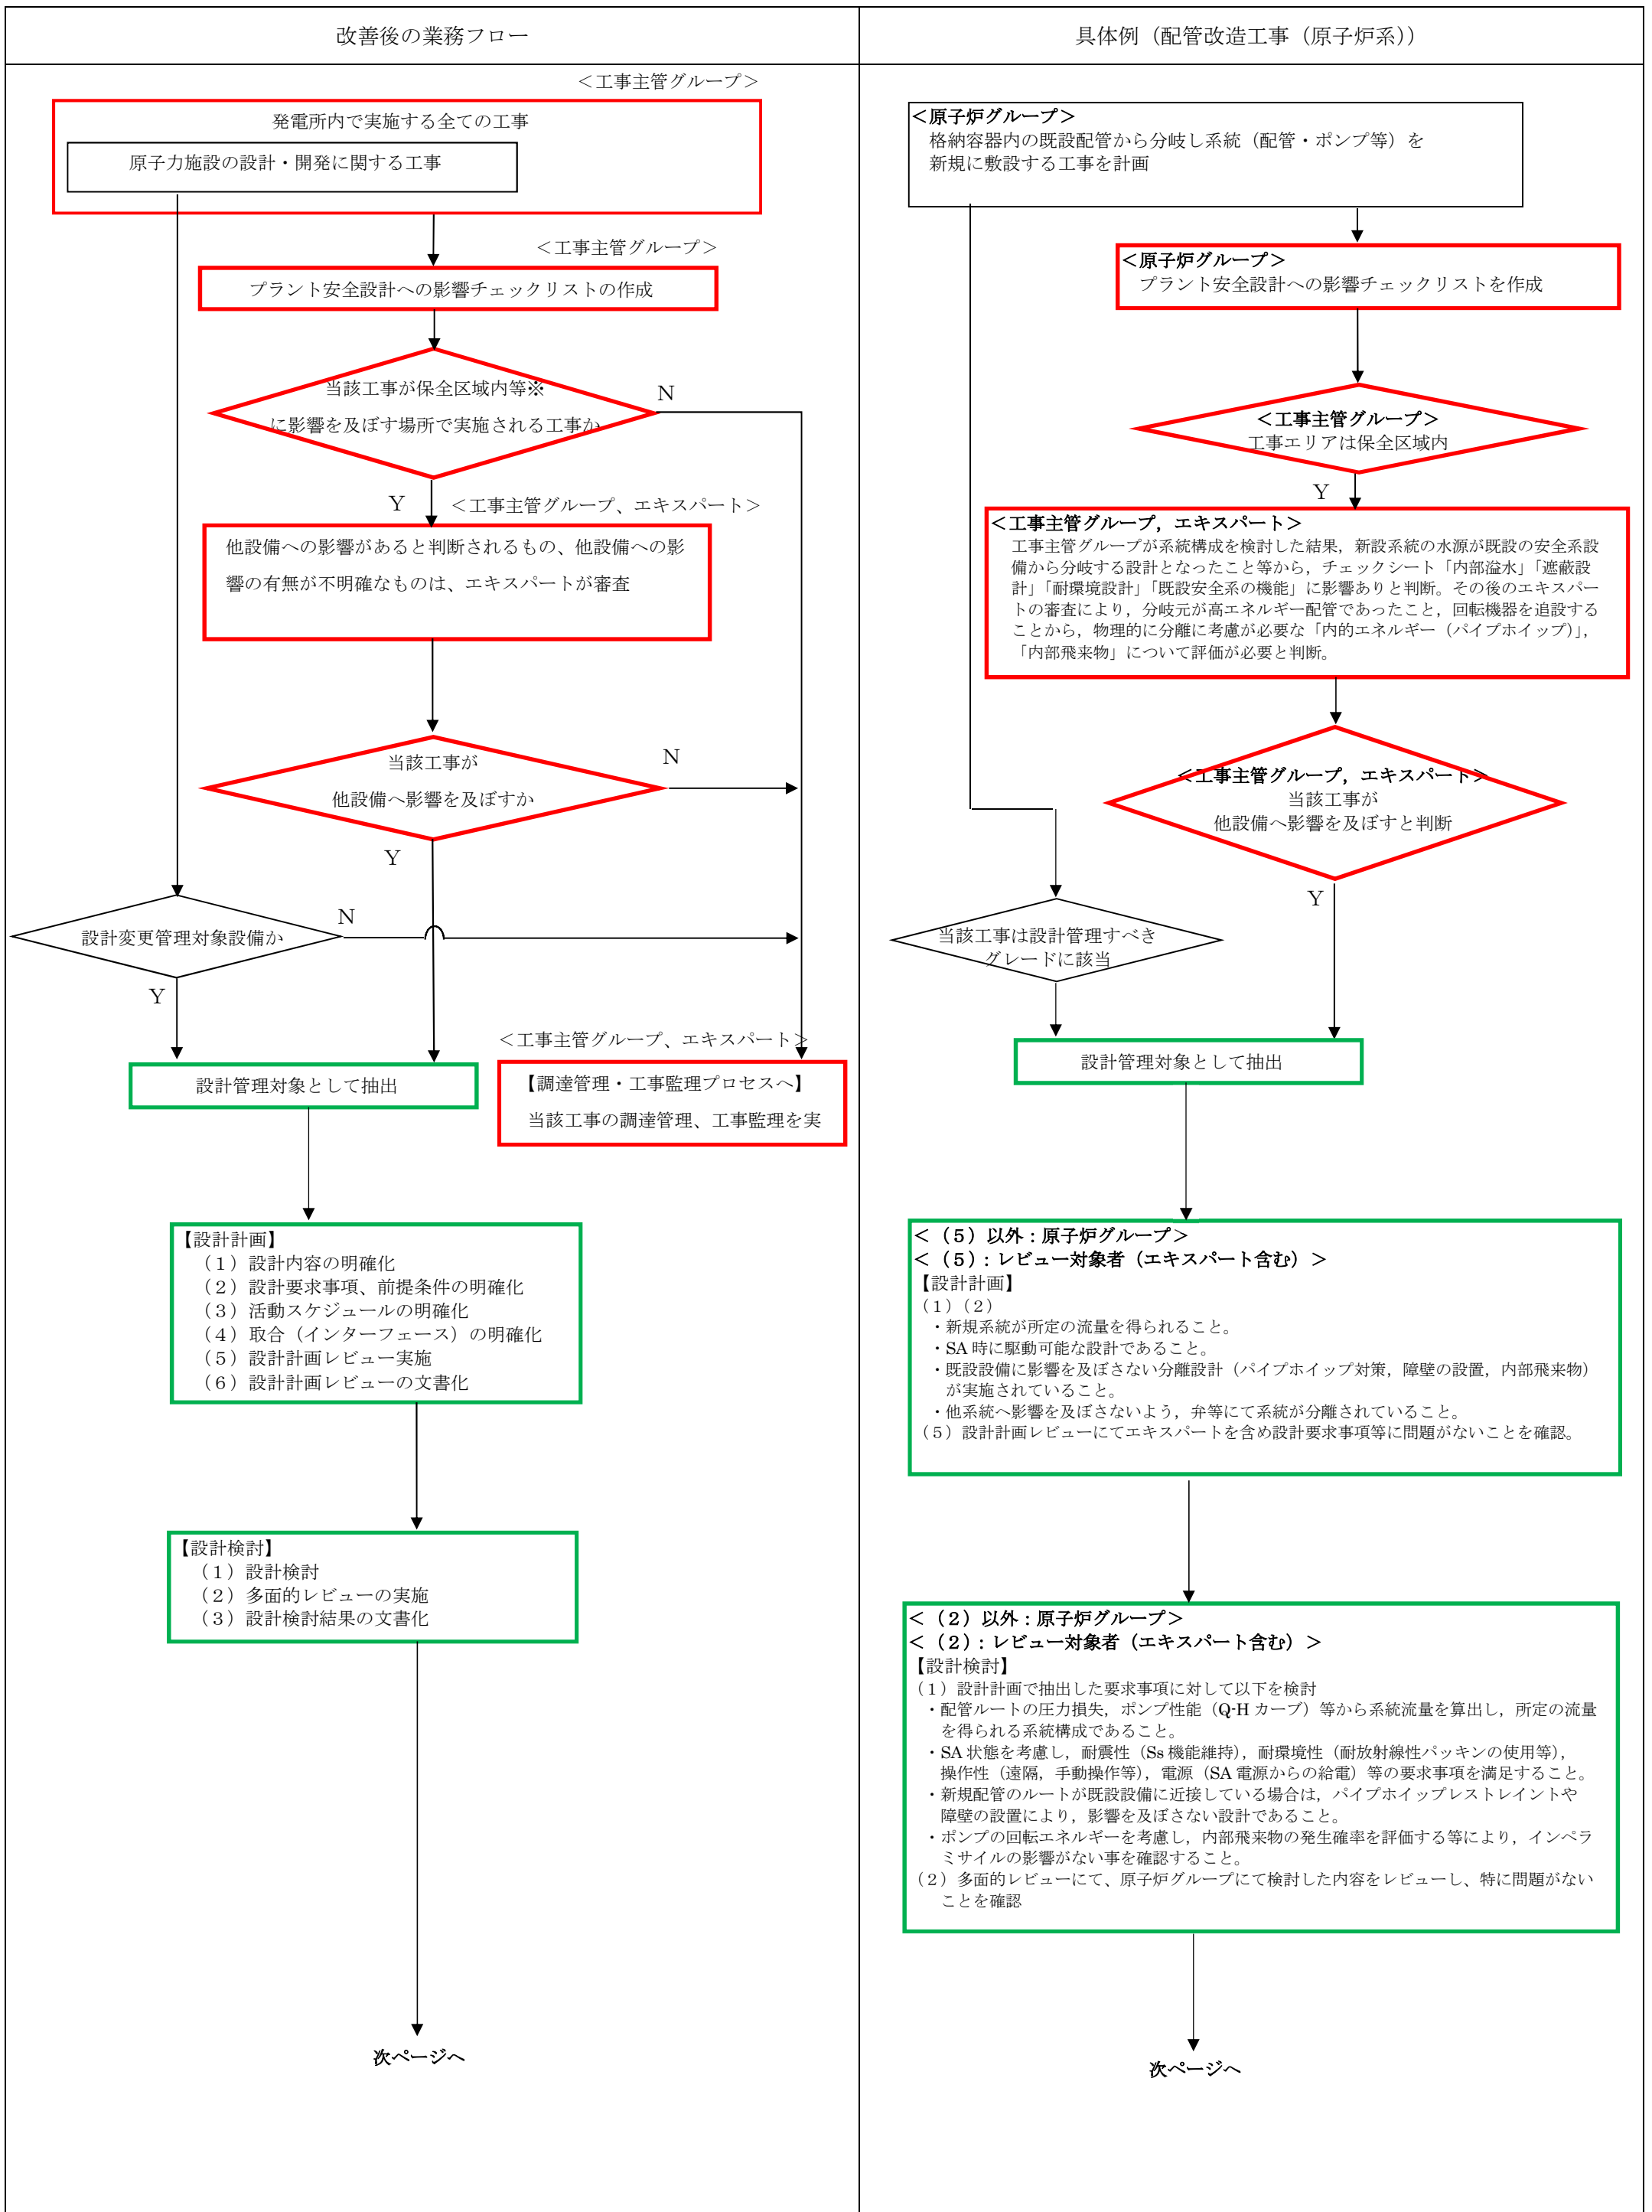 改善後の業務フロー
＜工事主管グループ＞
発電所内で実施する全ての工事
原子力施設の設計・開発に関する工事
＜工事主管グループ＞
プラント安全設計への影響チェックリストの作成
当該工事が保全区域内等※
に影響を及ぼす場所で実施される工事か
N
Y
＜工事主管グループ、エキスパート＞
他設備への影響があると判断されるもの、他設備への影
響の有無が不明確なものは、エキスパートが審査
当該工事が
他設備へ影響を及ぼすか
N
Y
設計変更管理対象設備か
N
Y
＜工事主管グループ、エキスパート＞
設計管理対象として抽出
【調達管理・工事監理プロセスへ】
当該工事の調達管理、工事監理を実
【設計計画】
（１）設計内容の明確化
（２）設計要求事項、前提条件の明確化
（３）活動スケジュールの明確化
（４）取合（インターフェース）の明確化
（５）設計計画レビュー実施
（６）設計計画レビューの文書化
【設計検討】
（１）設計検討
（２）多面的レビューの実施
（３）設計検討結果の文書化
次ページへ
具体例（配管改造工事（原子炉系））
＜原子炉グループ＞
格納容器内の既設配管から分岐し系統（配管・ポンプ等）を
新規に敷設する工事を計画
＜原子炉グループ＞
プラント安全設計への影響チェックリストを作成
＜工事主管グループ＞
工事エリアは保全区域内
Y
＜工事主管グループ，エキスパート＞
工事主管グループが系統構成を検討した結果，新設系統の水源が既設の安全系設
備から分岐する設計となったこと等から，チェックシート「内部溢水」「遮蔽設
計」「耐環境設計」「既設安全系の機能」に影響ありと判断。その後のエキスパー
トの審査により，分岐元が高エネルギー配管であったこと，回転機器を追設する
ことから，物理的に分離に考慮が必要な「内的エネルギー（パイプホイップ）」，
「内部飛来物」について評価が必要と判断。
＜工事主管グループ，エキスパート＞
当該工事が
他設備へ影響を及ぼすと判断
Y
当該工事は設計管理すべき
グレードに該当
設計管理対象として抽出
＜（５）以外：原子炉グループ＞
＜（５）：レビュー対象者（エキスパート含む）＞
【設計計画】
（１）（２）
・新規系統が所定の流量を得られること。
・SA 時に駆動可能な設計であること。
・既設設備に影響を及ぼさない分離設計（パイプホイップ対策，障壁の設置，内部飛来物）
が実施されていること。
・他系統へ影響を及ぼさないよう，弁等にて系統が分離されていること。
（５）設計計画レビューにてエキスパートを含め設計要求事項等に問題がないことを確認。
＜（２）以外：原子炉グループ＞
＜（２）：レビュー対象者（エキスパート含む）＞
【設計検討】
（１）設計計画で抽出した要求事項に対して以下を検討
・配管ルートの圧力損失，ポンプ性能（Q-H カーブ）等から系統流量を算出し，所定の流量
を得られる系統構成であること。
・SA 状態を考慮し，耐震性（Ss 機能維持），耐環境性（耐放射線性パッキンの使用等），
操作性（遠隔，手動操作等），電源（SA 電源からの給電）等の要求事項を満足すること。
・新規配管のルートが既設設備に近接している場合は，パイプホイップレストレイントや
障壁の設置により，影響を及ぼさない設計であること。
・ポンプの回転エネルギーを考慮し，内部飛来物の発生確率を評価する等により，インペラ
ミサイルの影響がない事を確認すること。
（２）多面的レビューにて、原子炉グループにて検討した内容をレビューし、特に問題がない
ことを確認
次ページへ